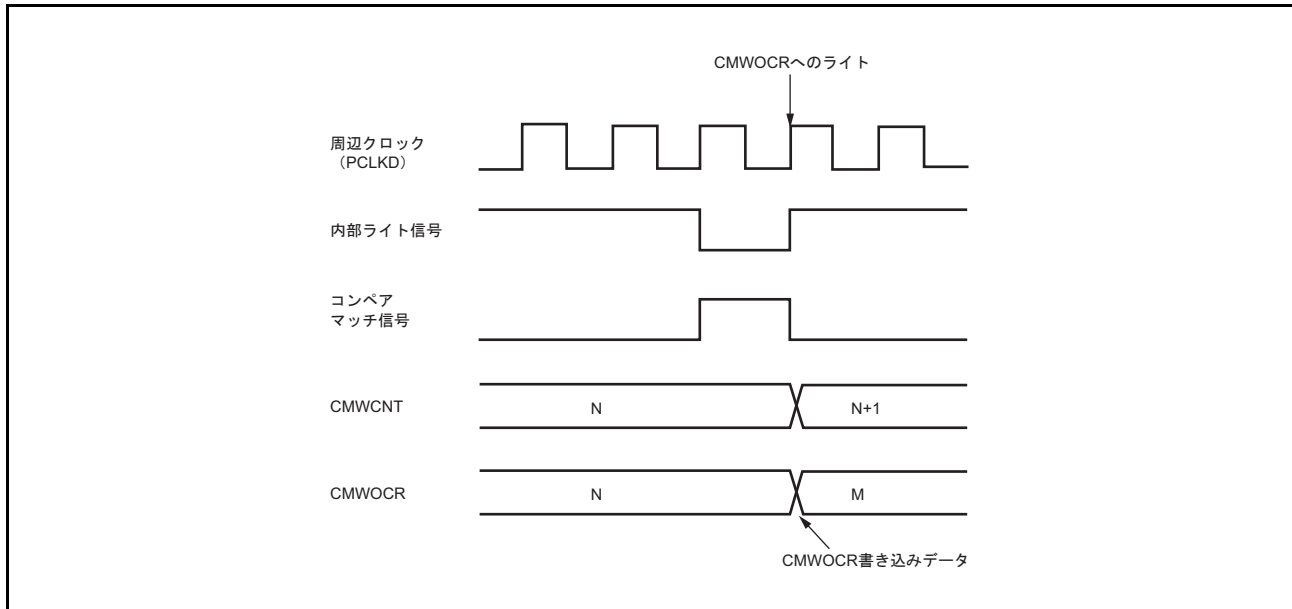 CMWOCRへのライト
周辺クロック
（PCLKD）
内部ライト信号
コンペア
マッチ信号
CMWCNT
N
N+1
CMWOCR
N
M
CMWOCR書き込みデータ